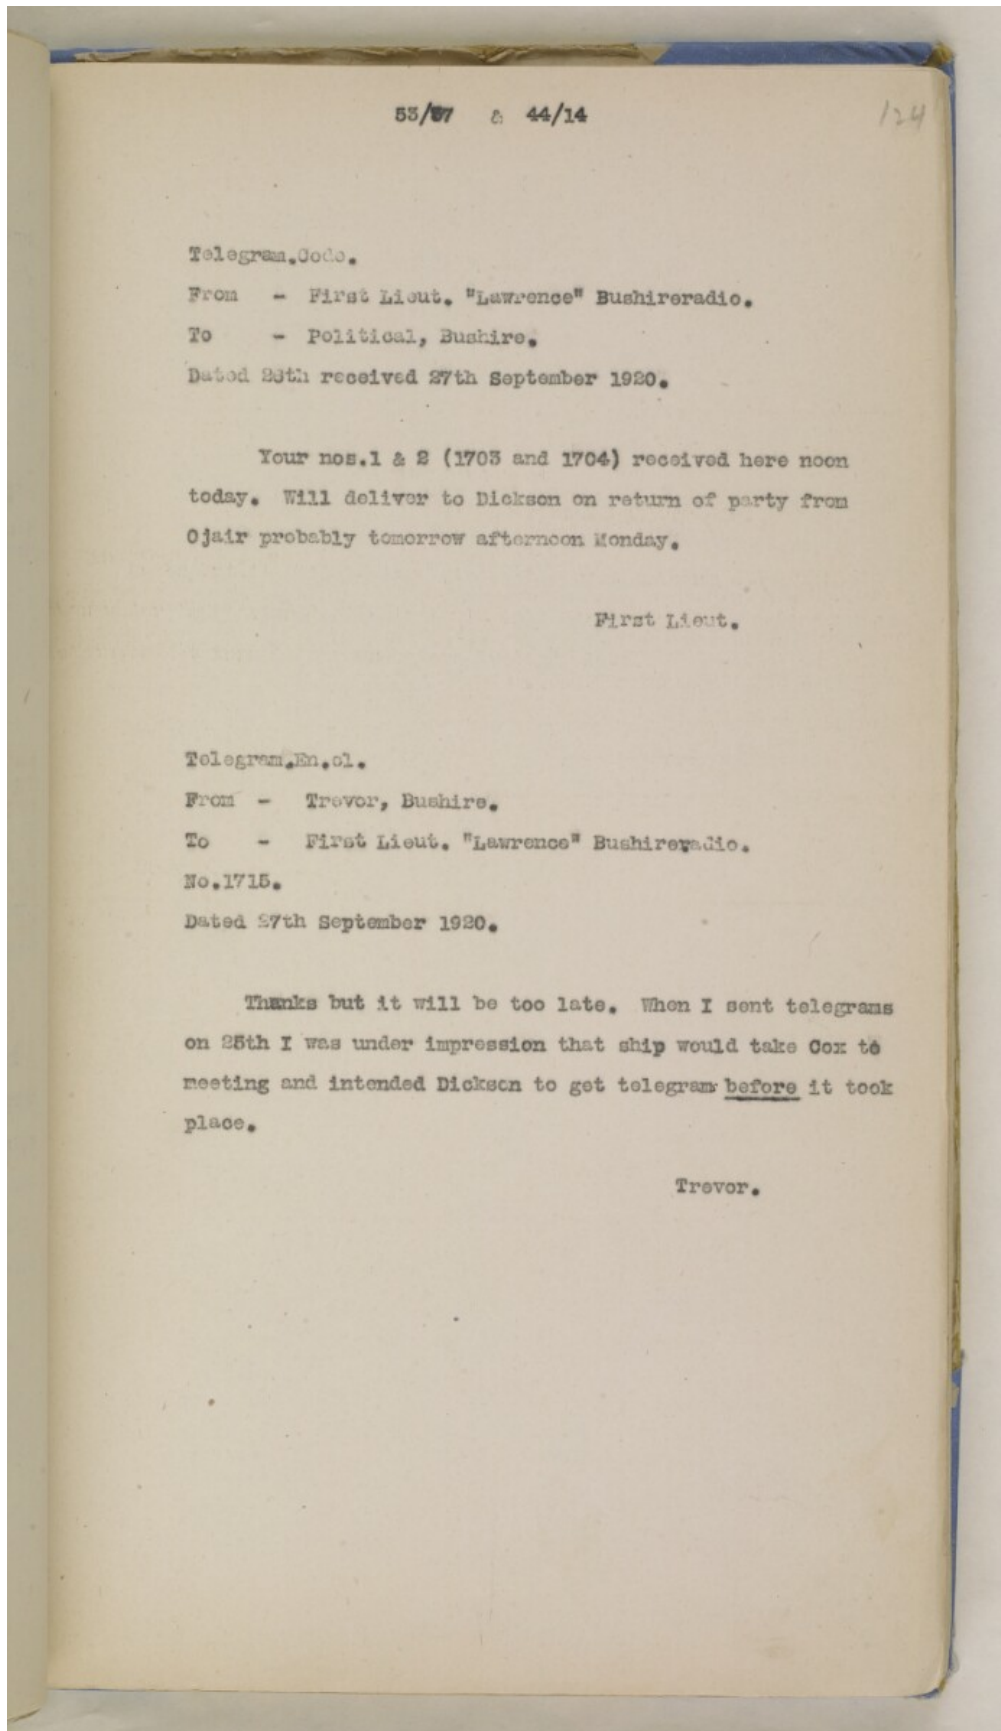 53/57 & 44/14
124
Telegram.Code.
From - First Lieut. "Lawrence" Bushireradio.
To - Political, Bushire.
Dated 26th received 27th September 1920.
Your nos.1 & 2 (1703 and 1704) received here noon
today. Will deliver to Dickson on return of party from
Ojair probably tomorrow afternoon Monday.
First Lieut.
Telegram.En.cl.
From - Trevor, Bushire.
To - First Lieut. "Lawrence" Bushireradio.
No.1715.
Dated 27th September 1920.
Thanks but it will be too late. When I sent telegrams
on 25th I was under impression that ship would take Cox to
meeting and intended Dickson to get telegram before it took
place.
Trevor.